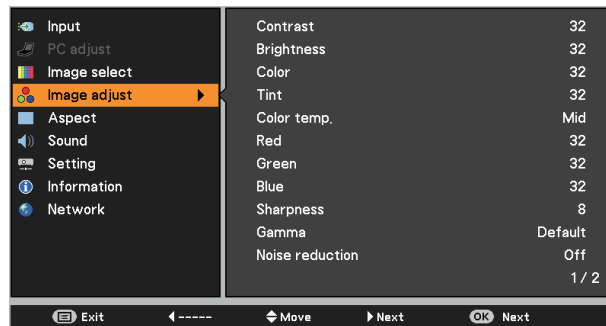 Input
PC adjust
Image select
Image adjust
Aspect
Sound
Setting
Information
Network
Contrast 32
Brightness 32
Color 32
Tint 32
Color temp. Mid
Red 32
Green 32
Blue 32
Sharpness 8
Gamma Default
Noise reduction Off
1 / 2
Exit ----- Move Next OK Next